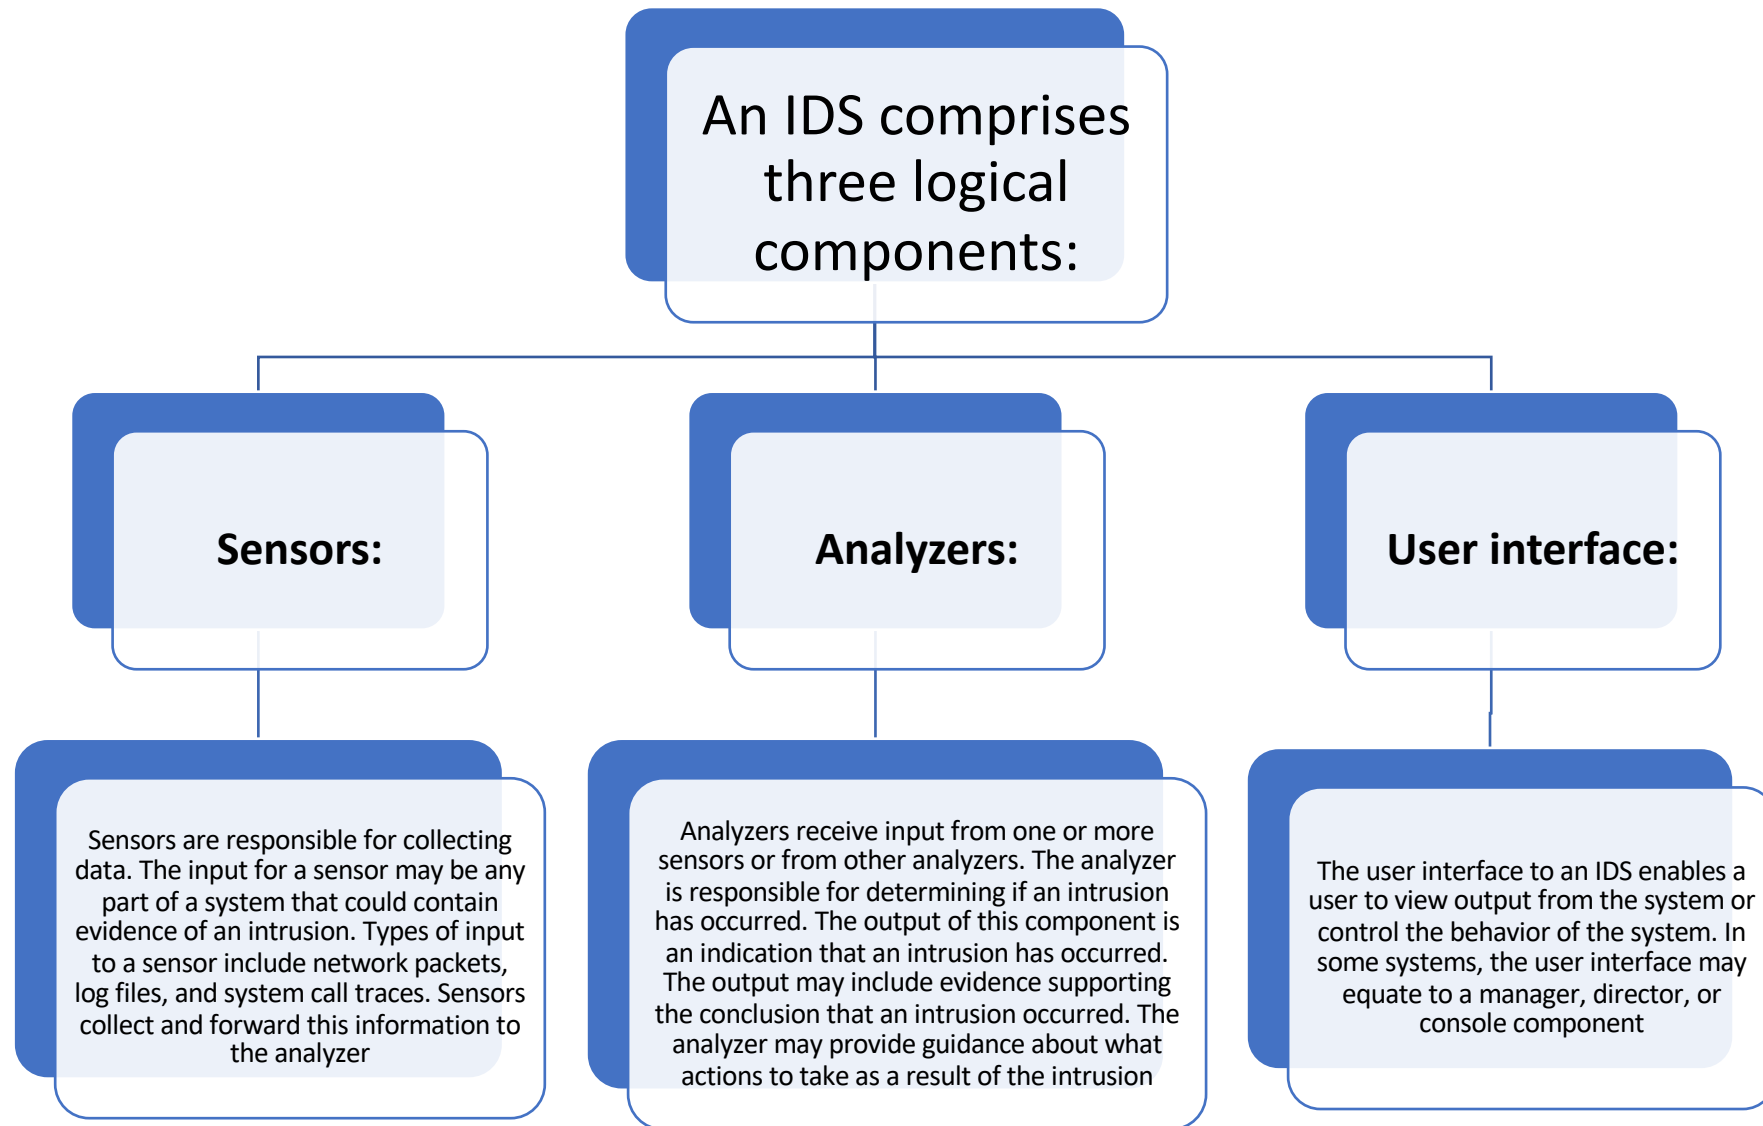 An IDS comprises
three logical
components:
Sensors:
Analyzers:
User interface:
Sensors are responsible for collecting
data. The input for a sensor may be any
part of a system that could contain
evidence of an intrusion. Types of input
to a sensor include network packets,
log files, and system call traces. Sensors
collect and forward this information to
the analyzer
Analyzers receive input from one or more
sensors or from other analyzers. The analyzer
is responsible for determining if an intrusion
has occurred. The output of this component is
an indication that an intrusion has occurred.
The output may include evidence supporting
the conclusion that an intrusion occurred. The
analyzer may provide guidance about what
actions to take as a result of the intrusion
The user interface to an IDS enables a
user to view output from the system or
control the behavior of the system. In
some systems, the user interface may
equate to a manager, director, or
console component